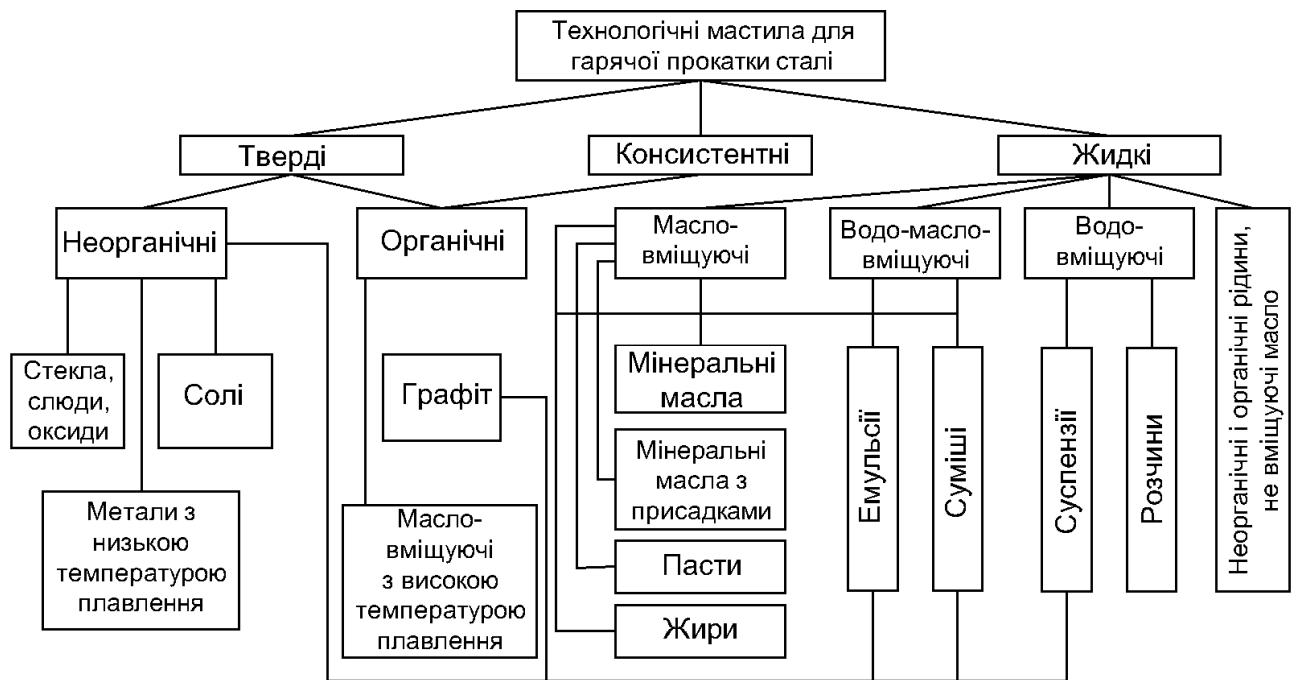 Технологічні мастила для
гарячої прокатки сталі
Тверді
Консистентні
Жидкі
Неорганічні
Органічні
Масло-
вміщуючі
Водо-масло-
вміщуючі
Водо-
вміщуючі
Неорганічні і органічні рідини,
не вміщуючі масло
Стекла,
слюди,
оксиди
Солі
Графіт
Мінеральні
масла
Емульсії
Суміші
Суспензії
Розчини
Мінеральні
масла з
присадками
Метали з
низькою
температурою
плавлення
Масло-
вміщуючі
з високою
температурою
плавлення
Пасти
Жири